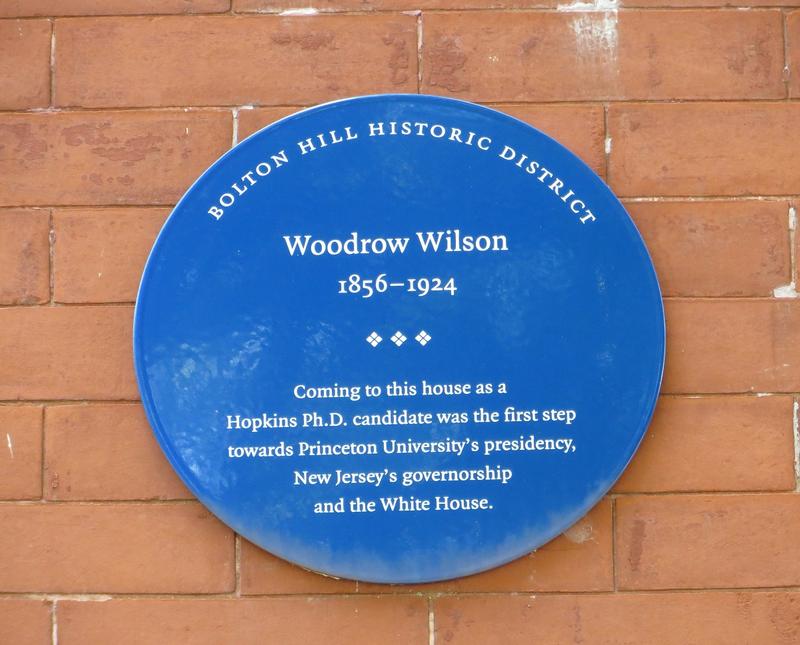 BOLTON HILL HISTORIC DISTRICT
Woodrow Wilson
1856–1924
Coming to this house as a
Hopkins Ph.D. candidate was the first step
towards Princeton University's presidency,
New Jersey's governorship
and the White House.